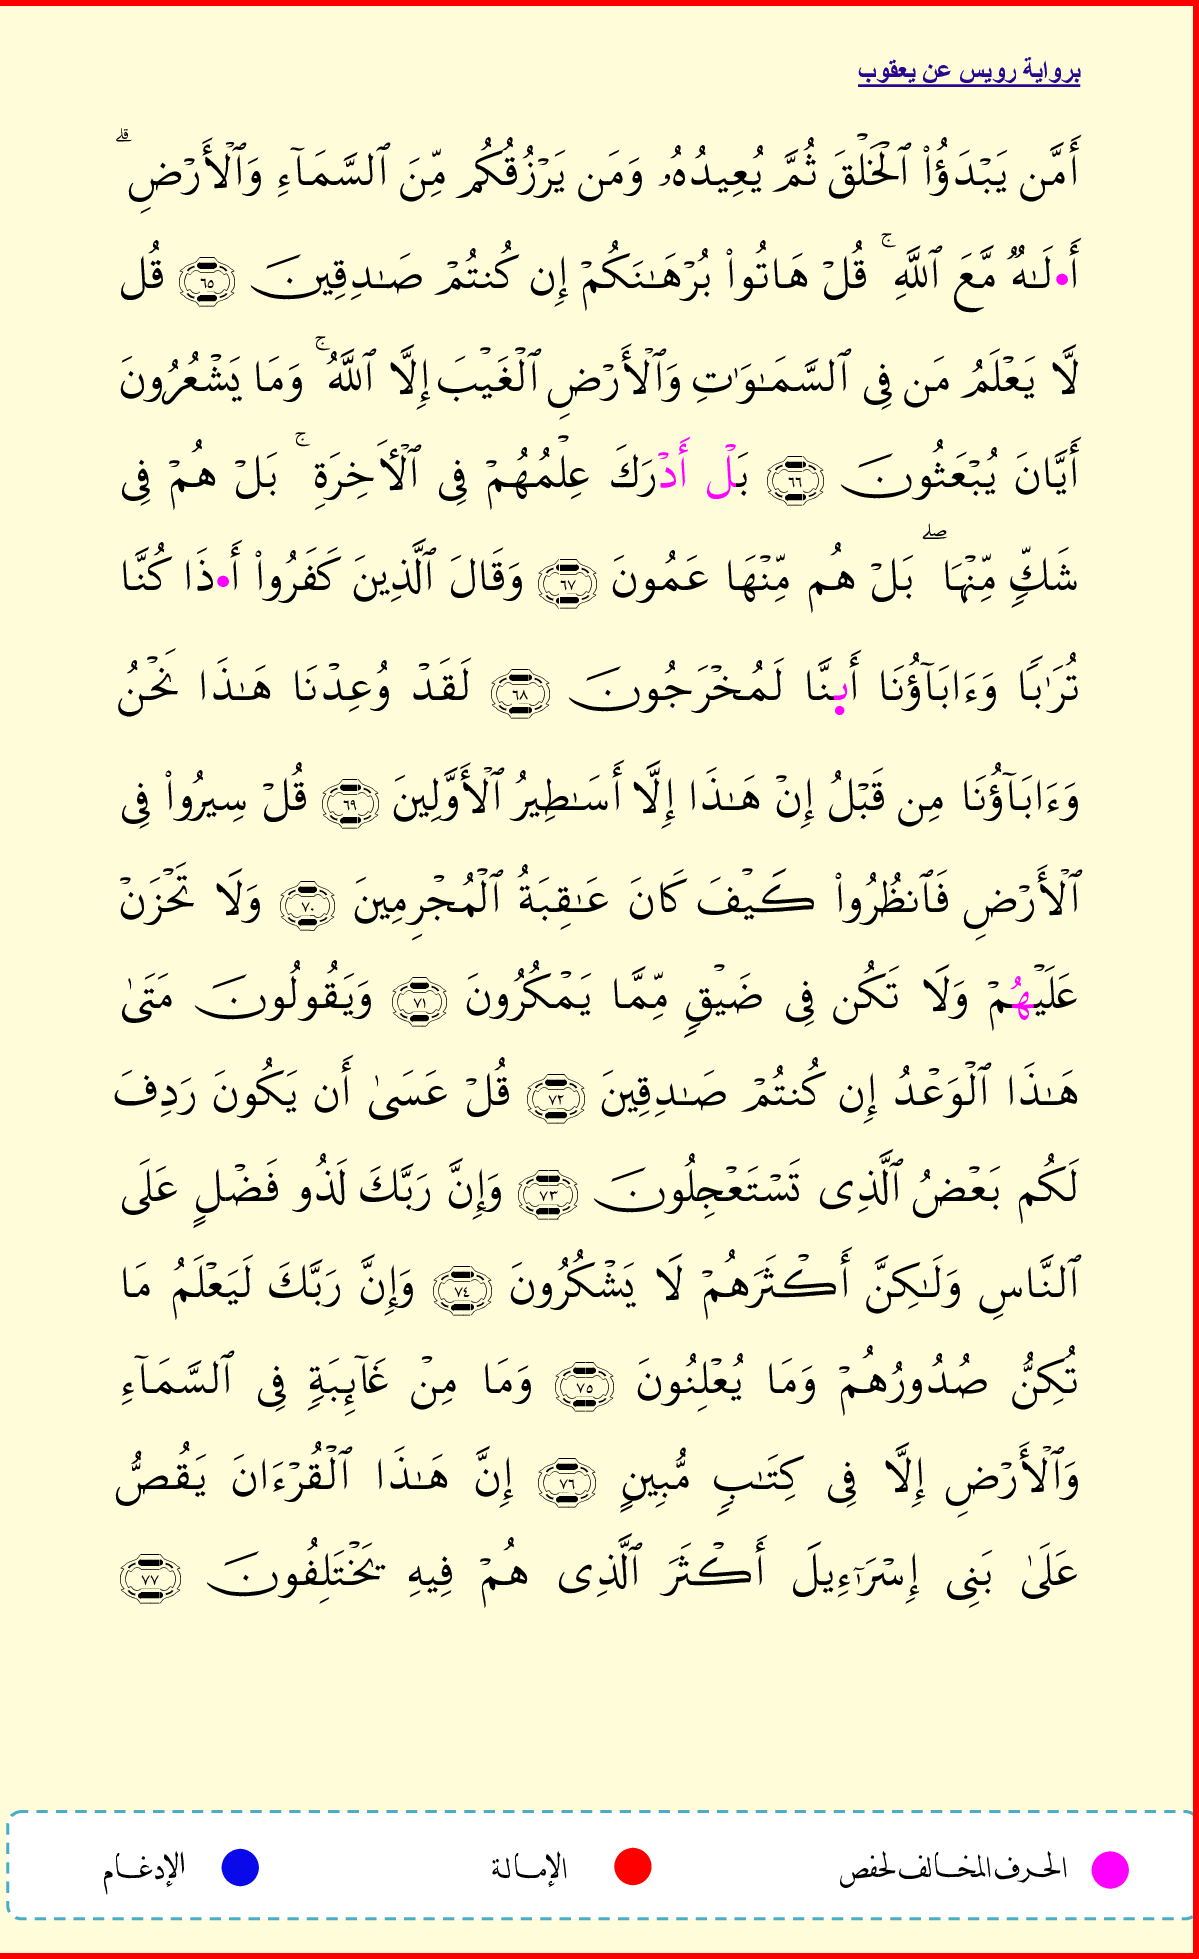 برواية رويس عن يعقوب
أَمَّن يَبْدَؤُا۟ ٱلْخَلْقَ ثُمَّ يُعِيدُهُۥ وَمَن يَرْزُقُكُم مِّنَ ٱلسَّمَآءِ وَٱلْأَرْضِ ۗ
أَ•لَـٰهٌ مَّعَ ٱللَّهِ ۚ قُلْ هَاتُوا۟ بُرْهَـٰنَكُمْ إِن كُنتُمْ صَـٰدِقِينَ ٦٥ قُل
لَّا يَعْلَمُ مَن فِى ٱلسَّمَـٰوَٰتِ وَٱلْأَرْضِ ٱلْغَيْبَ إِلَّا ٱللَّهُ ۚ وَمَا يَشْعُرُونَ
أَيَّانَ يُبْعَثُونَ ٦٦ بَلْ أَدْرَكَ عِلْمُهُمْ فِى ٱلْـَٔاخِرَةِ ۚ بَلْ هُمْ فِى
شَكٍّ مِّنْهَا ۖ بَلْ هُم مِّنْهَا عَمُونَ ٦٧ وَقَالَ ٱلَّذِينَ كَفَرُوا۟ أَ•ذَا كُنَّا
تُرَٰبًا وَءَابَآؤُنَا أَى۪نَّا لَمُخْرَجُونَ ٦٨ لَقَدْ وُعِدْنَا هَـٰذَا نَحْنُ
وَءَابَآؤُنَا مِن قَبْلُ إِنْ هَـٰذَا إِلَّا أَسَـٰطِيرُ ٱلْأَوَّلِينَ ٦٩ قُلْ سِيرُوا۟ فِى
ٱلْأَرْضِ فَٱنظُرُوا۟ كَيْفَ كَانَ عَـٰقِبَةُ ٱلْمُجْرِمِينَ ٧٠ وَلَا تَحْزَنْ
عَلَيْهُمْ وَلَا تَكُن فِى ضَيْقٍ مِّمَّا يَمْكُرُونَ ٧١ وَيَقُولُونَ مَتَىٰ
هَـٰذَا ٱلْوَعْدُ إِن كُنتُمْ صَـٰدِقِينَ ٧٢ قُلْ عَسَىٰ أَن يَكُونَ رَدِفَ
لَكُم بَعْضُ ٱلَّذِى تَسْتَعْجِلُونَ ٧٣ وَإِنَّ رَبَّكَ لَذُو فَضْلٍ عَلَى
ٱلنَّاسِ وَلَـٰكِنَّ أَكْثَرَهُمْ لَا يَشْكُرُونَ ٧٤ وَإِنَّ رَبَّكَ لَيَعْلَمُ مَا
تُكِنُّ صُدُورُهُمْ وَمَا يُعْلِنُونَ ٧٥ وَمَا مِنْ غَآئِبَةٍ فِى ٱلسَّمَآءِ
وَٱلْأَرْضِ إِلَّا فِى كِتَـٰبٍ مُّبِينٍ ٧٦ إِنَّ هَـٰذَا ٱلْقُرْءَانَ يَقُصُّ
عَلَىٰ بَنِى إِسْرَٰٓءِيلَ أَكْثَرَ ٱلَّذِى هُمْ فِيهِ يَخْتَلِفُونَ ٧٧
الحرف المخالف لحفص الإمالة الإدغام